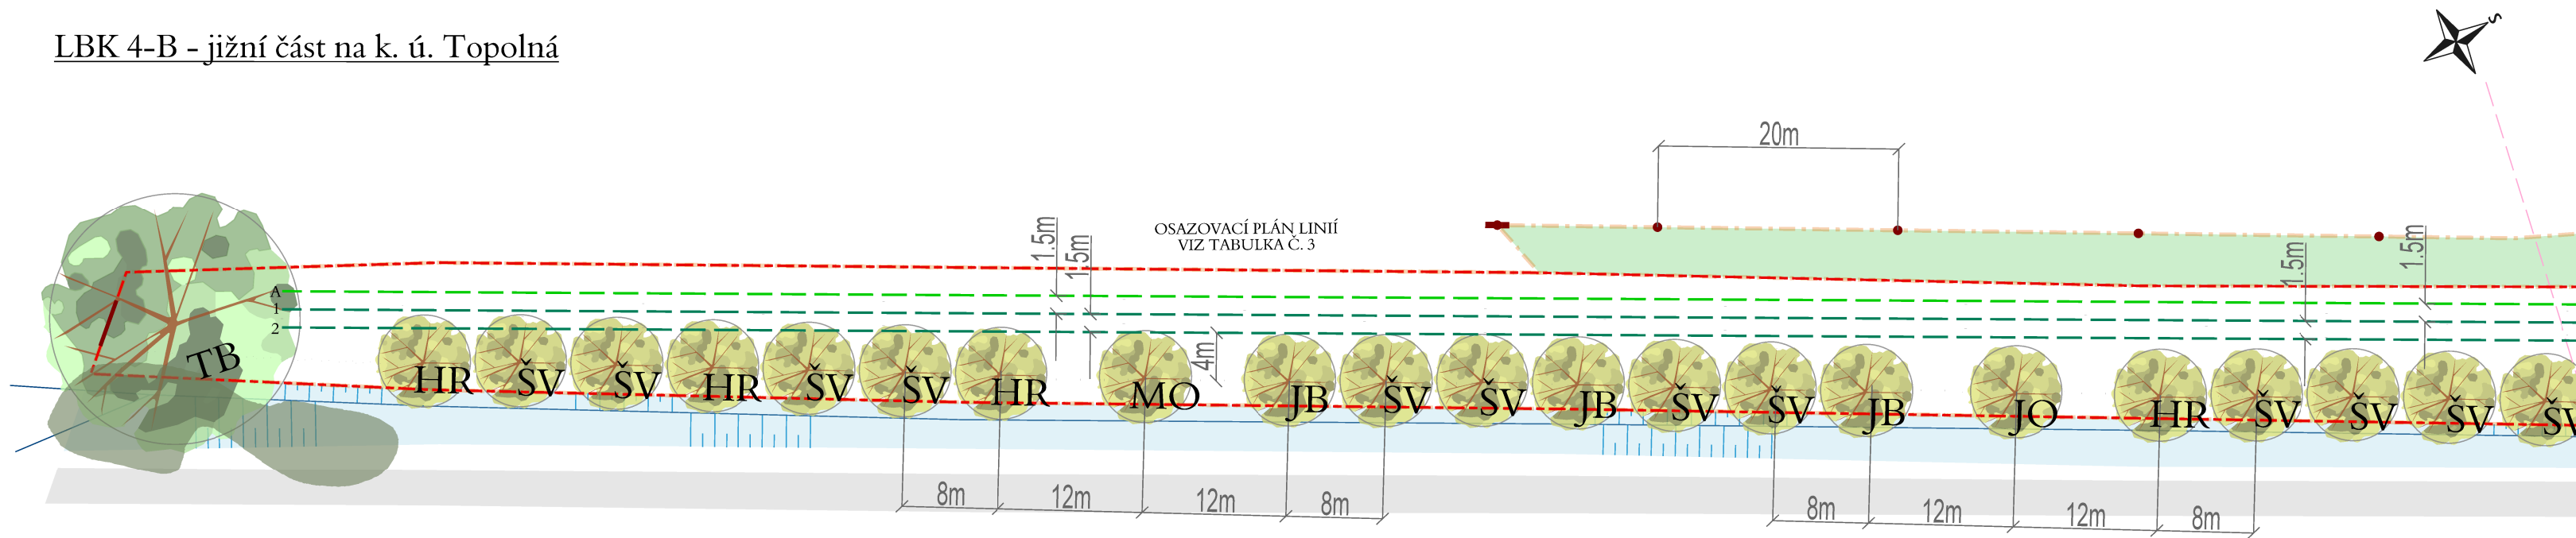 LBK 4-B - jižní část na k. ú. Topolná
S
20m
OSAZOVACÍ PLÁN LINIÍ
VIZ TABULKA Č. 3
1.5m
1.5m
1.5m
1.5m
A
1
2
4m
TB
HR ŠV ŠV HR ŠV ŠV HR MO JB ŠV ŠV JB ŠV ŠV JB JO HR ŠV ŠV ŠV ŠV
8m 12m 12m 8m 8m 12m 12m 8m